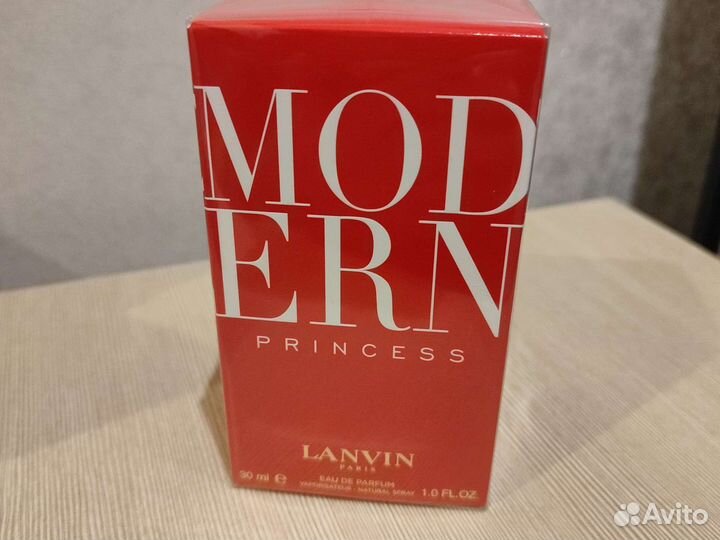 MOD
ERN
PRINCESS
LANVIN
PARIS
30 ml ℮ EAU DE PARFUM
VAPORISATEUR - NATURAL SPRAY 1.0 FL.OZ.
Avito